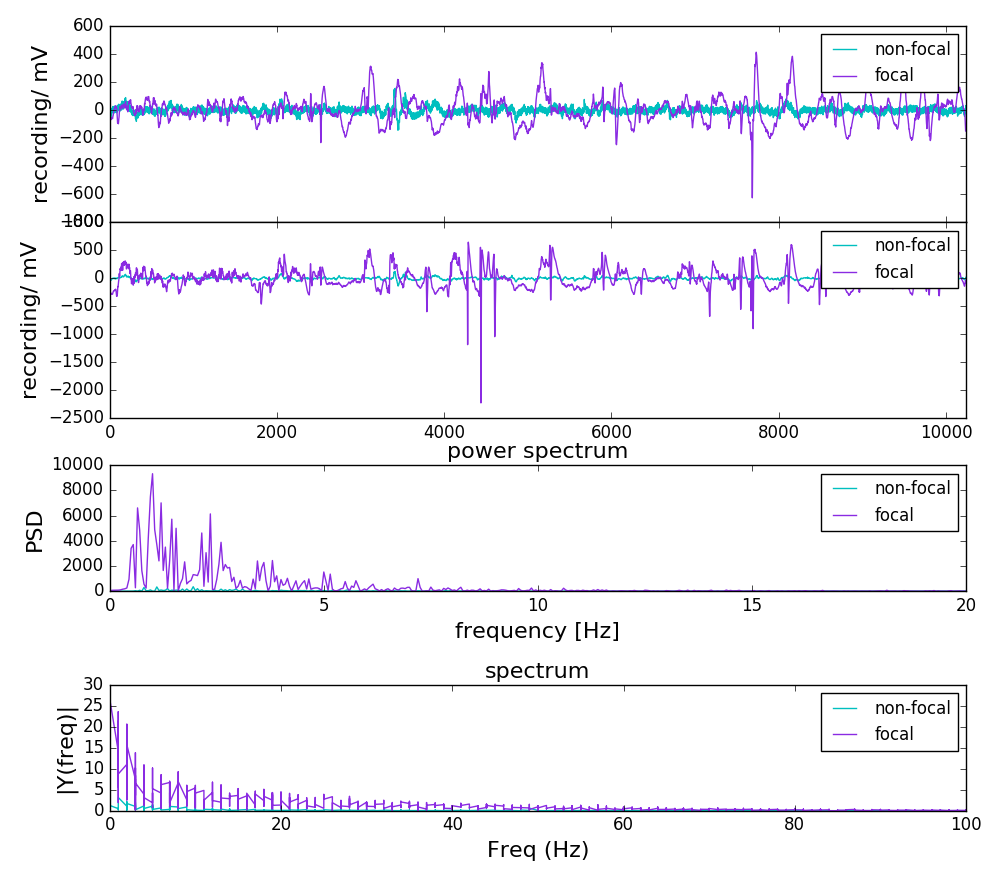 600
400
200
0
−200
−400
−600
recording/ mV
non-focal
focal
1000
500
0
−500
−1000
−1500
−2000
−2500
recording/ mV
non-focal
focal
0 2000 4000 6000 8000 10000
power spectrum
10000
8000
6000
4000
2000
0
PSD
non-focal
focal
0 5 10 15 20
frequency [Hz]
spectrum
30
25
20
15
10
5
0
|Y(freq)|
non-focal
focal
0 20 40 60 80 100
Freq (Hz)